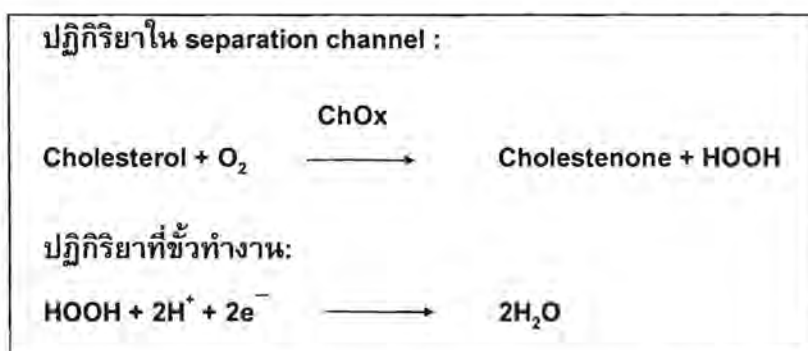 ปฏิกิริยาใน separation channel :
ChOx
Cholesterol + O₂ ⟶ Cholestenone + HOOH
ปฏิกิริยาที่ขั้วทำงาน:
HOOH + 2H⁺ + 2e⁻ ⟶ 2H₂O